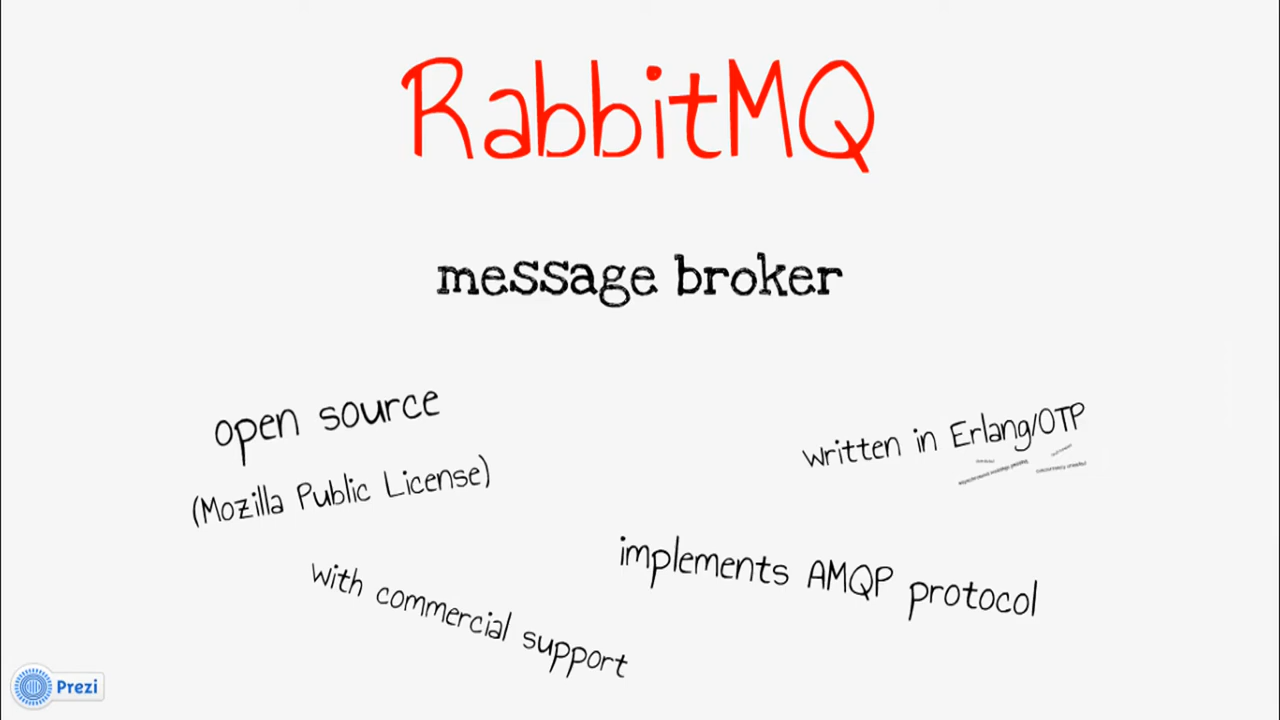 RabbitMQ
message broker
open source
(Mozilla Public License)
with commercial support
written in Erlang/OTP
implements AMQP protocol
Prezi